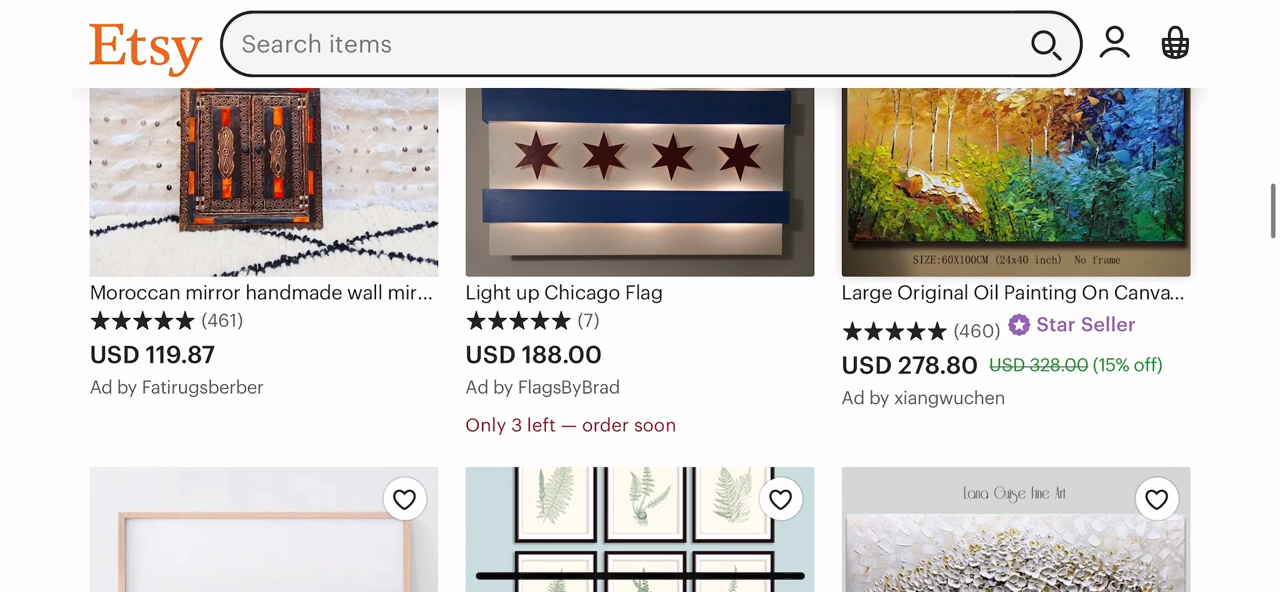 Etsy
Search items
SIZE:60X100CM (24x40 inch) No frame
Moroccan mirror handmade wall mir...
(461)
USD 119.87
Ad by Fatirugsberber
Light up Chicago Flag
(7)
USD 188.00
Ad by FlagsByBrad
Only 3 left — order soon
Large Original Oil Painting On Canva...
(460) Star Seller
USD 278.80 USD 328.00 (15% off)
Ad by xiangwuchen
Lana Guise Fine Art